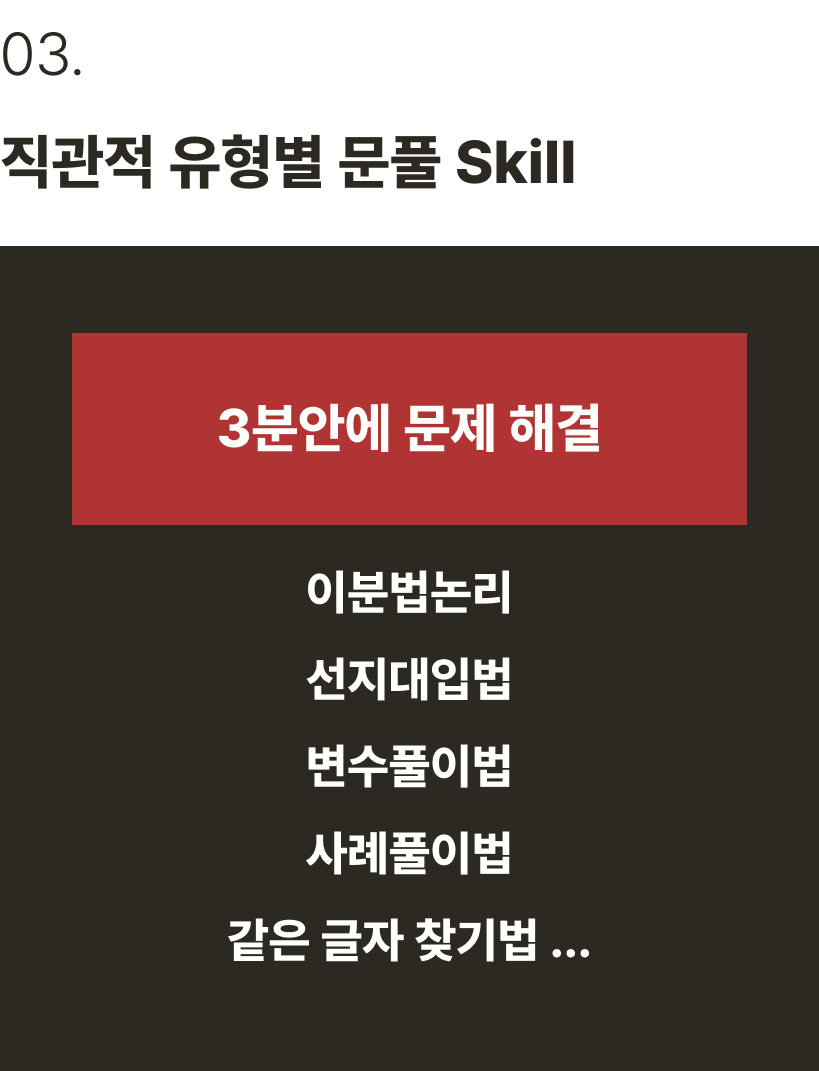 03.
직관적 유형별 문풀 Skill
3분안에 문제 해결
이분법논리
선지대입법
변수풀이법
사례풀이법
같은 글자 찾기법 ...